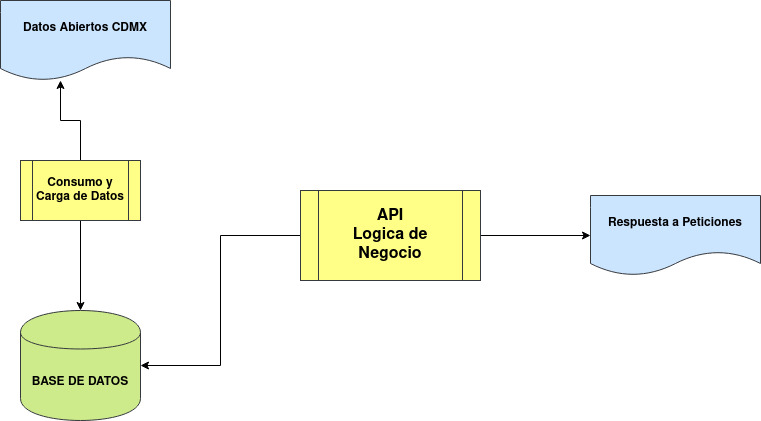 Datos Abiertos CDMX
Consumo y
Carga de Datos
API
Logica de
Negocio
Respuesta a Peticiones
BASE DE DATOS